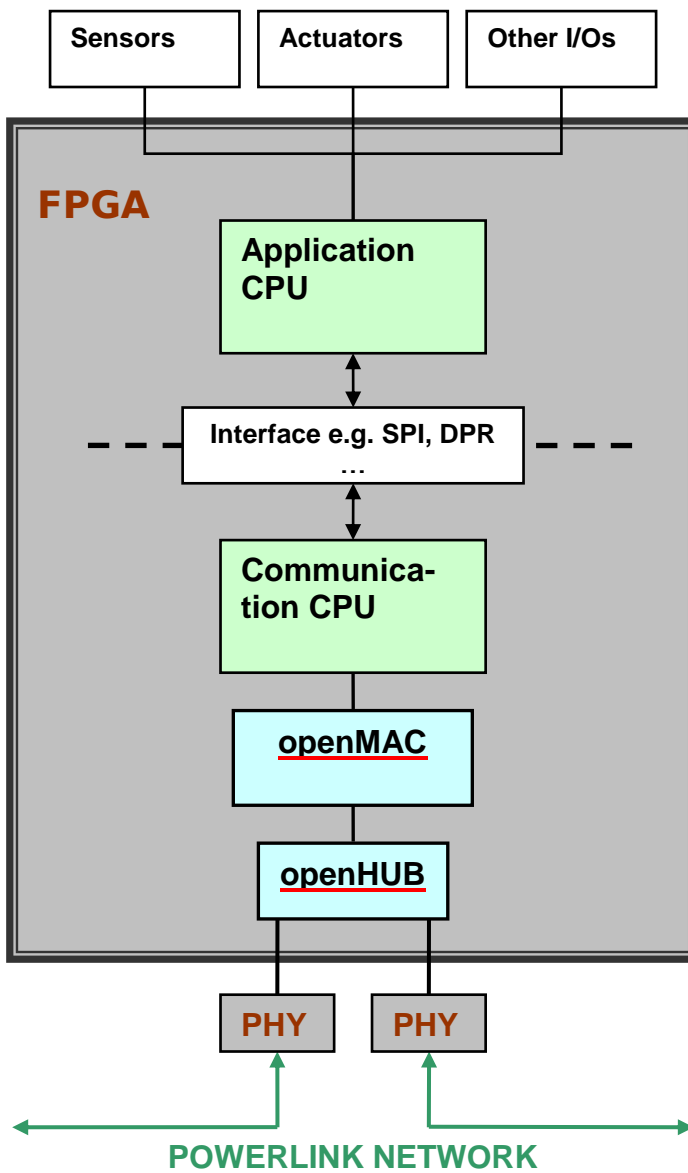 Sensors
Actuators
Other I/Os
FPGA
Application
CPU
Interface e.g. SPI, DPR
…
Communica-
tion CPU
openMAC
openHUB
PHY
PHY
POWERLINK NETWORK